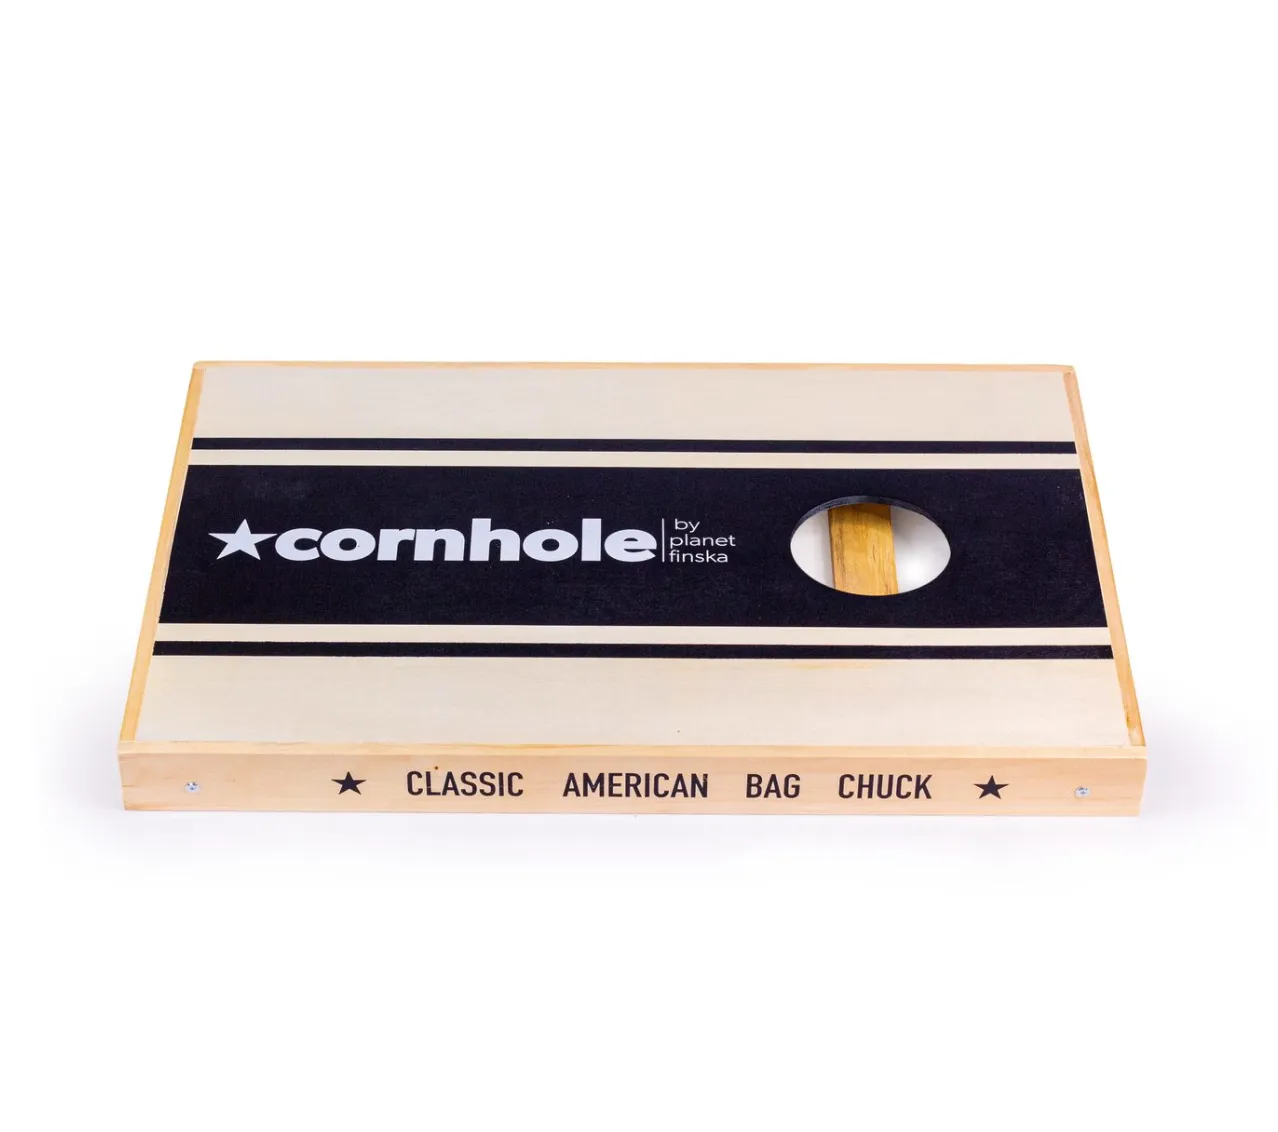 cornhole
by
planet
finska
CLASSIC AMERICAN BAG CHUCK